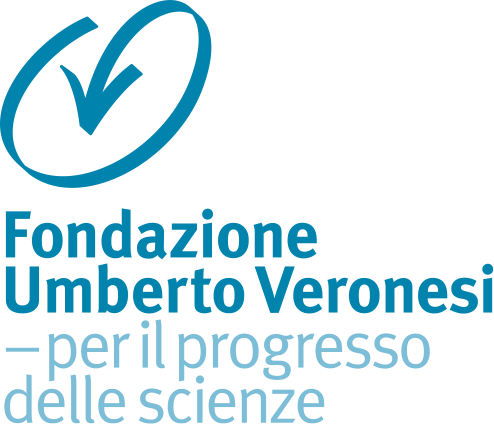 Fondazione
Umberto Veronesi
–per il progresso
delle scienze